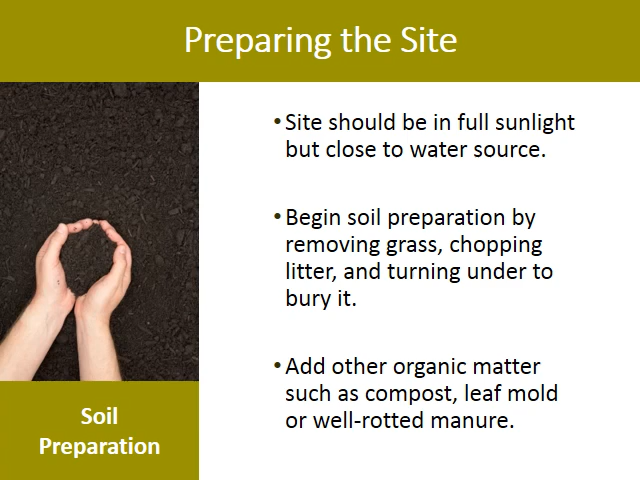 Preparing the Site
•Site should be in full sunlight
but close to water source.
•Begin soil preparation by
removing grass, chopping
litter, and turning under to
bury it.
•Add other organic matter
such as compost, leaf mold
or well-rotted manure.
Soil
Preparation